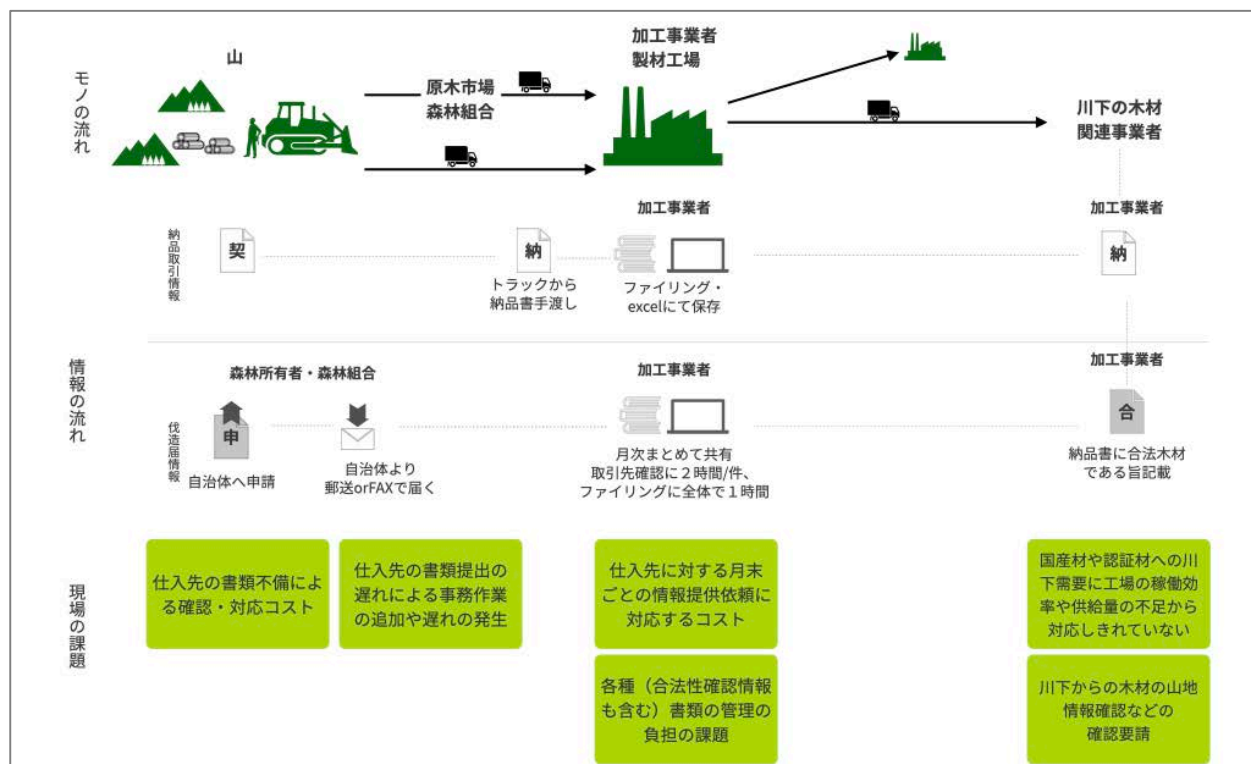 モノの流れ
山
原木市場
森林組合
加工事業者
製材工場
川下の木材
関連事業者
納品取引情報
契
納
トラックから
納品書手渡し
加工事業者
ファイリング・
excelにて保存
加工事業者
納
情報の流れ
伐造届情報
森林所有者・森林組合
申
自治体へ申請
自治体より
郵送orFAXで届く
加工事業者
月次まとめて共有
取引先確認に２時間/件、
ファイリングに全体で１時間
加工事業者
合
納品書に合法木材
である旨記載
現場の課題
仕入先の書類不備によ
る確認・対応コスト
仕入先の書類提出の
遅れによる事務作業
の追加や遅れの発生
仕入先に対する月末
ごとの情報提供依頼に
対応するコスト
国産材や認証材への川
下需要に工場の稼働効
率や供給量の不足から
対応しきれていない
各種（合法性確認情報
も含む）書類の管理の
負担の課題
川下からの木材の山地
情報確認などの
確認要請